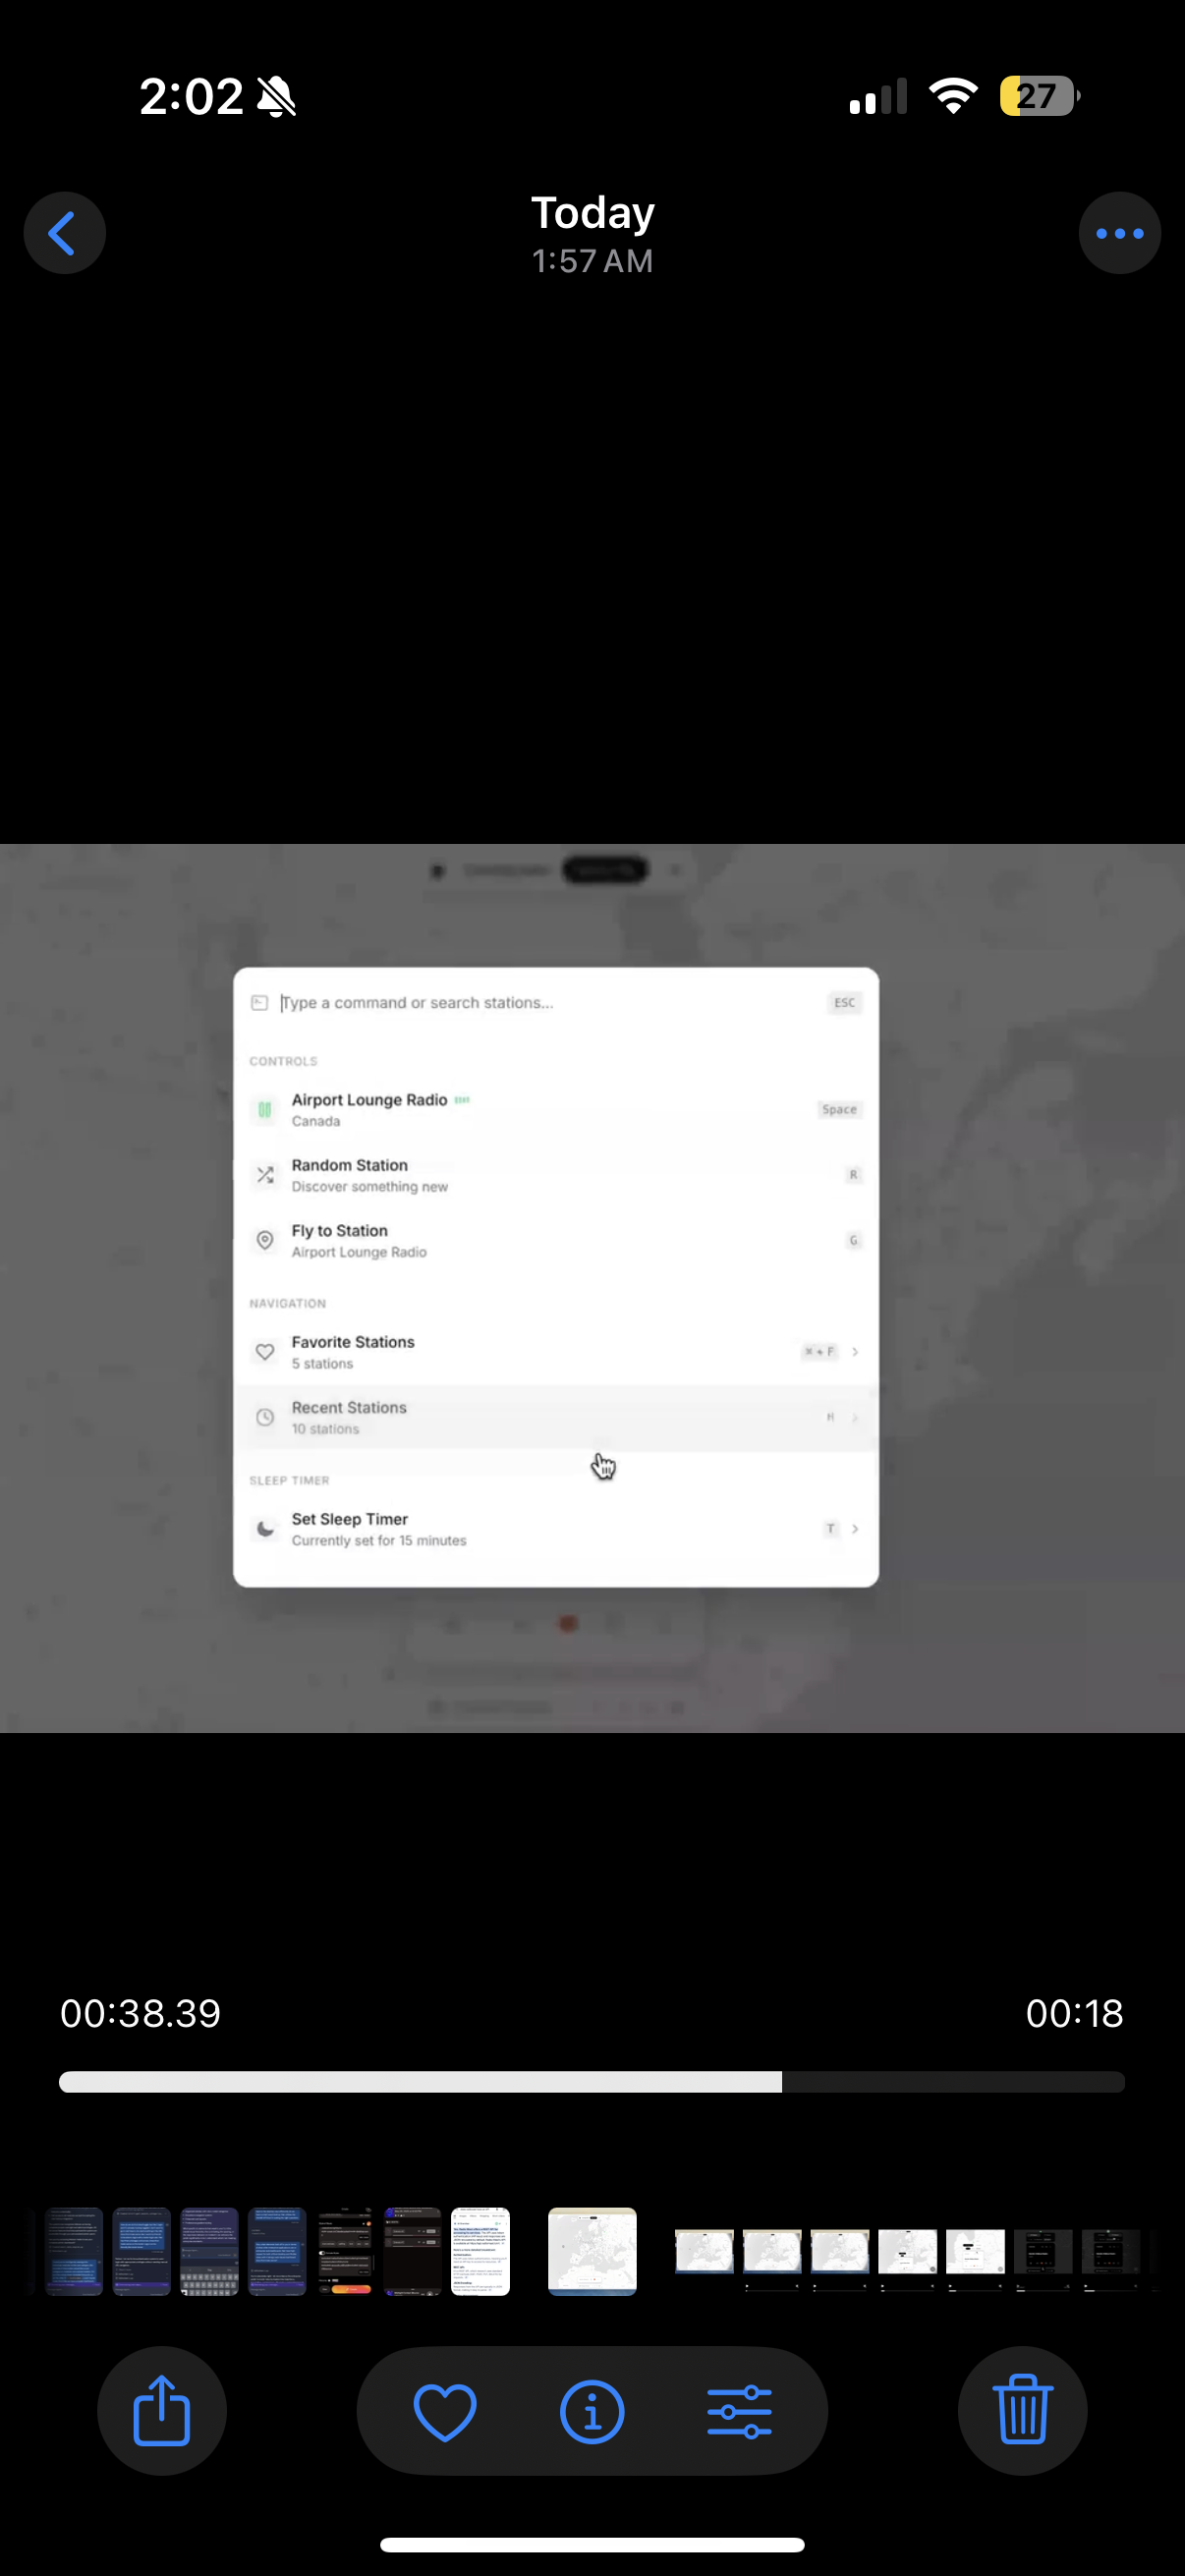 2:02
27
Today
1:57 AM
Type a command or search stations...
ESC
CONTROLS
Airport Lounge Radio
Canada
Space
Random Station
Discover something new
R
Fly to Station
Airport Lounge Radio
G
NAVIGATION
Favorite Stations
5 stations
⌘ + F
Recent Stations
10 stations
H
SLEEP TIMER
Set Sleep Timer
Currently set for 15 minutes
T
00:38.39
00:18